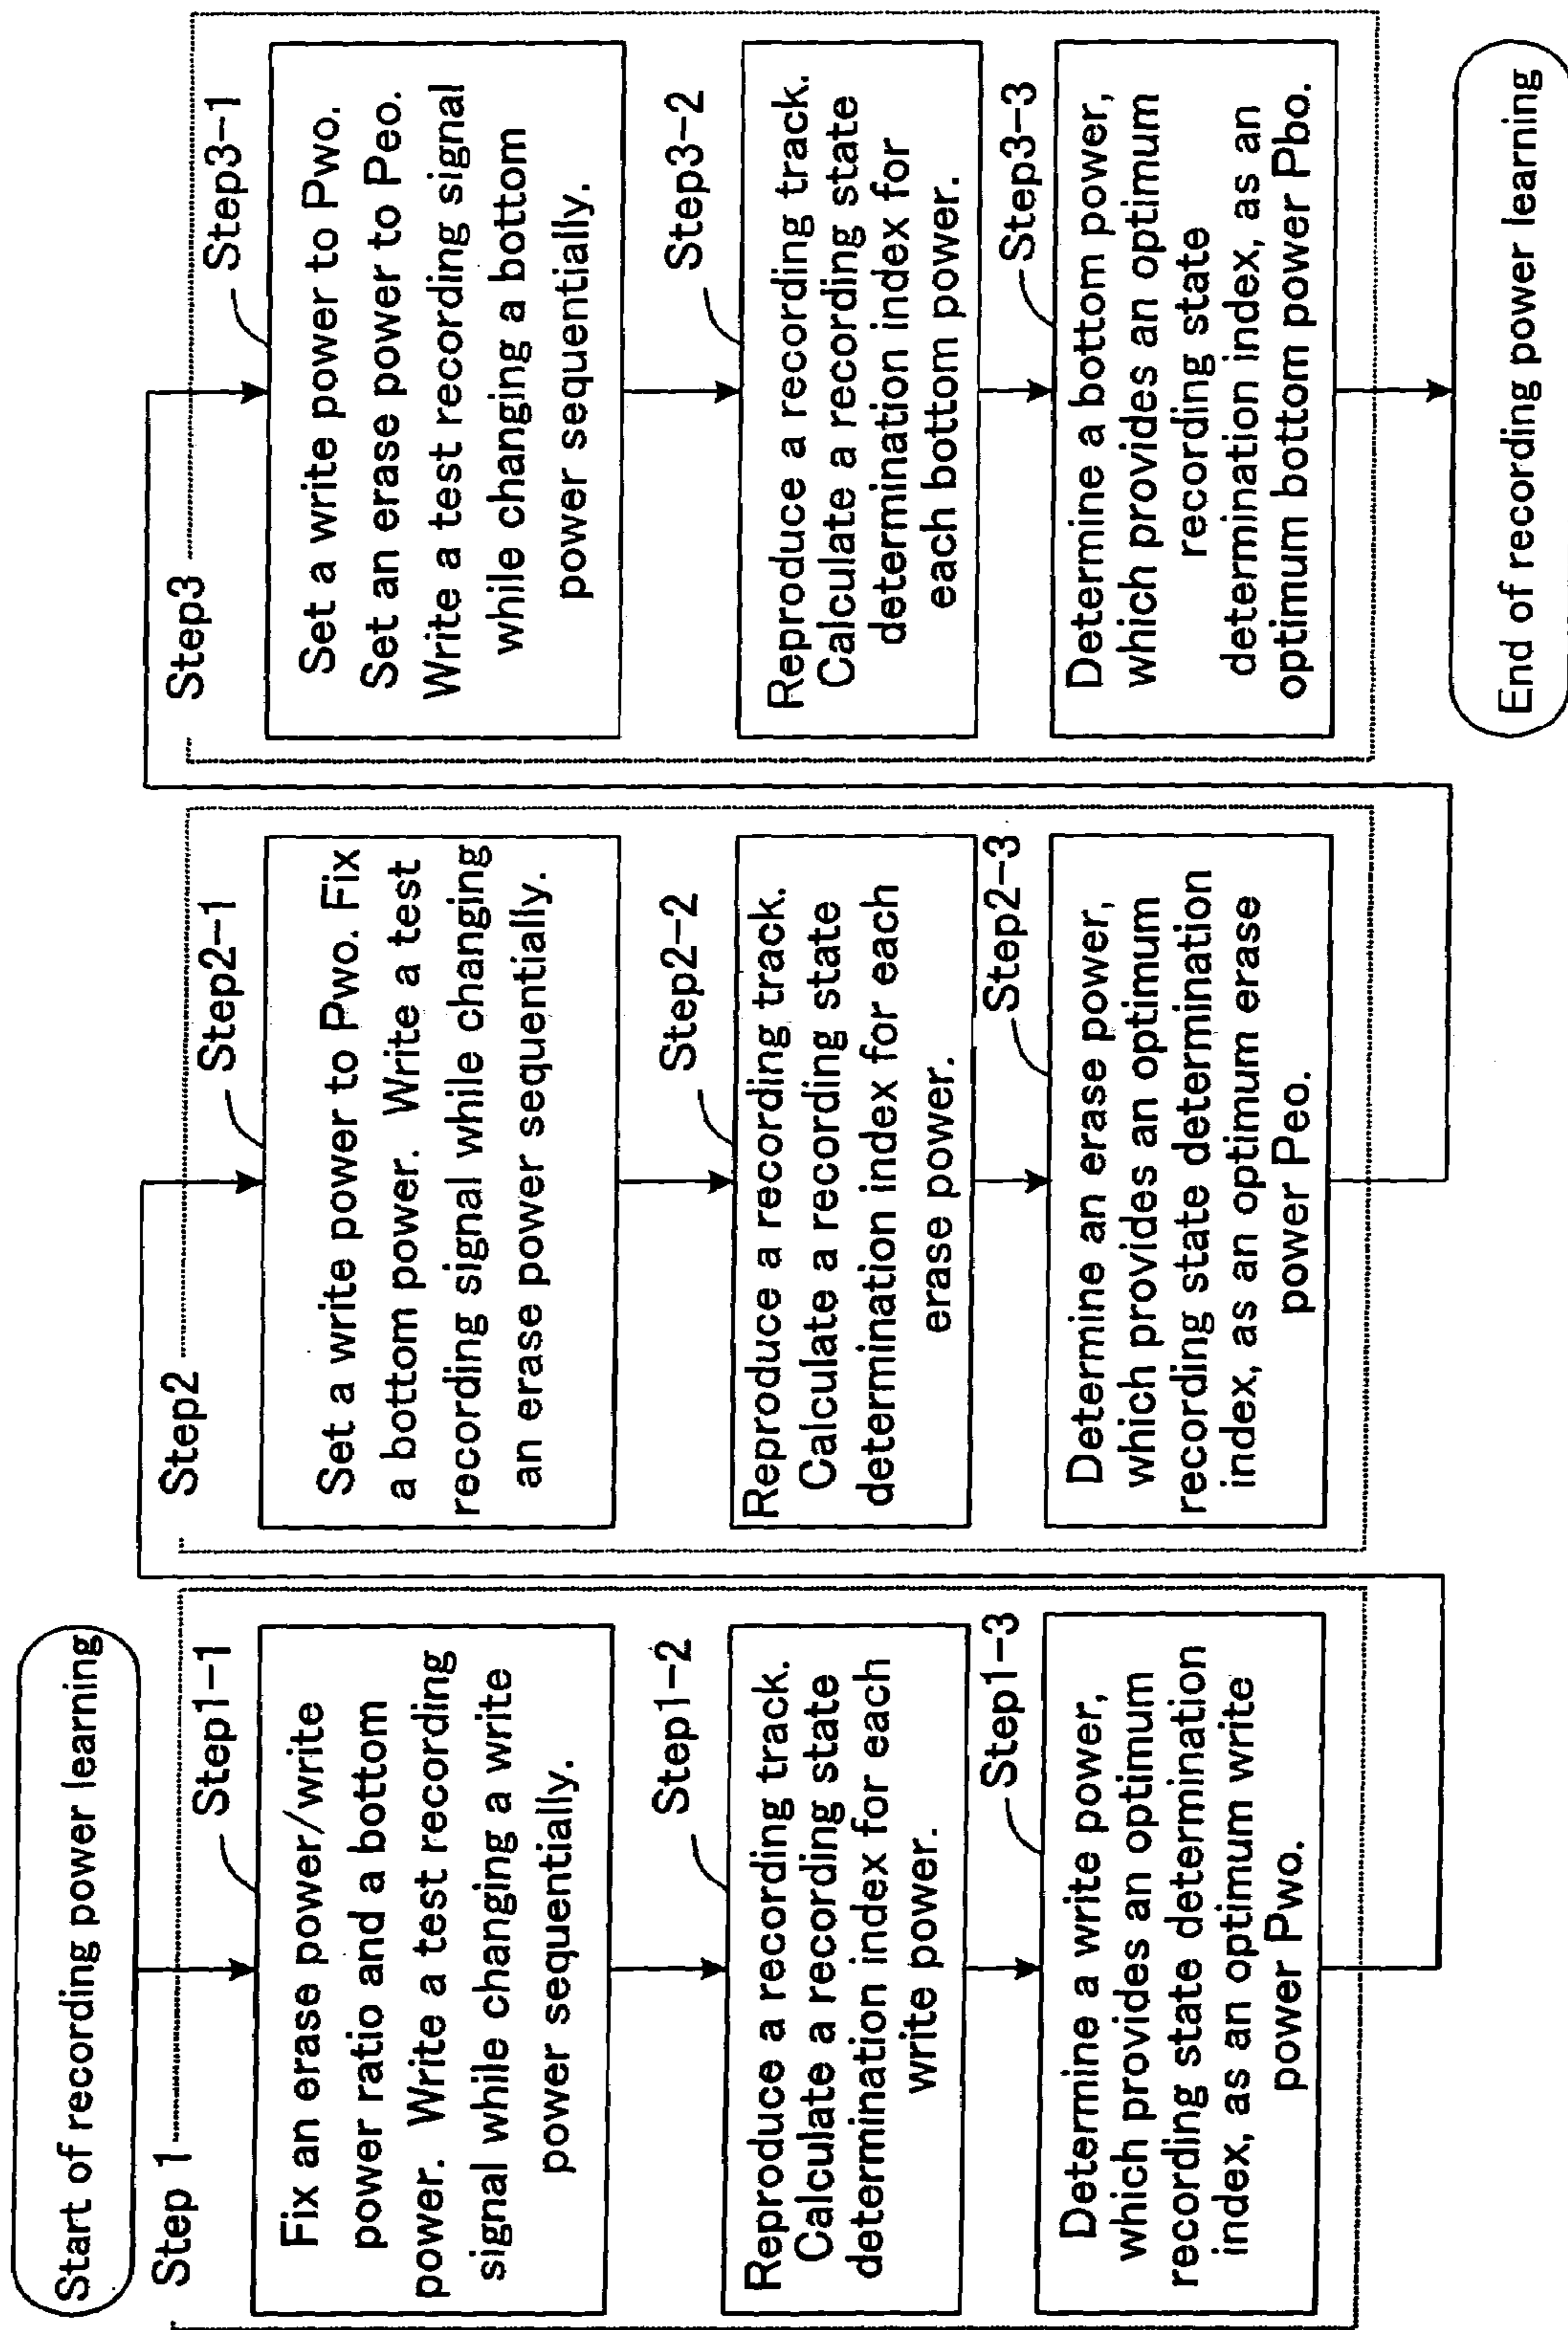 Start of recording power learning
Step 1
Step1-1
Fix an erase power/write
power ratio and a bottom
power. Write a test recording
signal while changing a write
power sequentially.
Step1-2
Reproduce a recording track.
Calculate a recording state
determination index for each
write power.
Step1-3
Determine a write power,
which provides an optimum
recording state determination
index, as an optimum write
power Pwo.
Step2
Step2-1
Set a write power to Pwo. Fix
a bottom power. Write a test
recording signal while changing
an erase power sequentially.
Step2-2
Reproduce a recording track.
Calculate a recording state
determination index for each
erase power.
Step2-3
Determine an erase power,
which provides an optimum
recording state determination
index, as an optimum erase
power Peo.
Step3
Step3-1
Set a write power to Pwo.
Set an erase power to Peo.
Write a test recording signal
while changing a bottom
power sequentially.
Step3-2
Reproduce a recording track.
Calculate a recording state
determination index for
each bottom power.
Step3-3
Determine a bottom power,
which provides an optimum
recording state
determination index, as an
optimum bottom power Pbo.
End of recording power learning